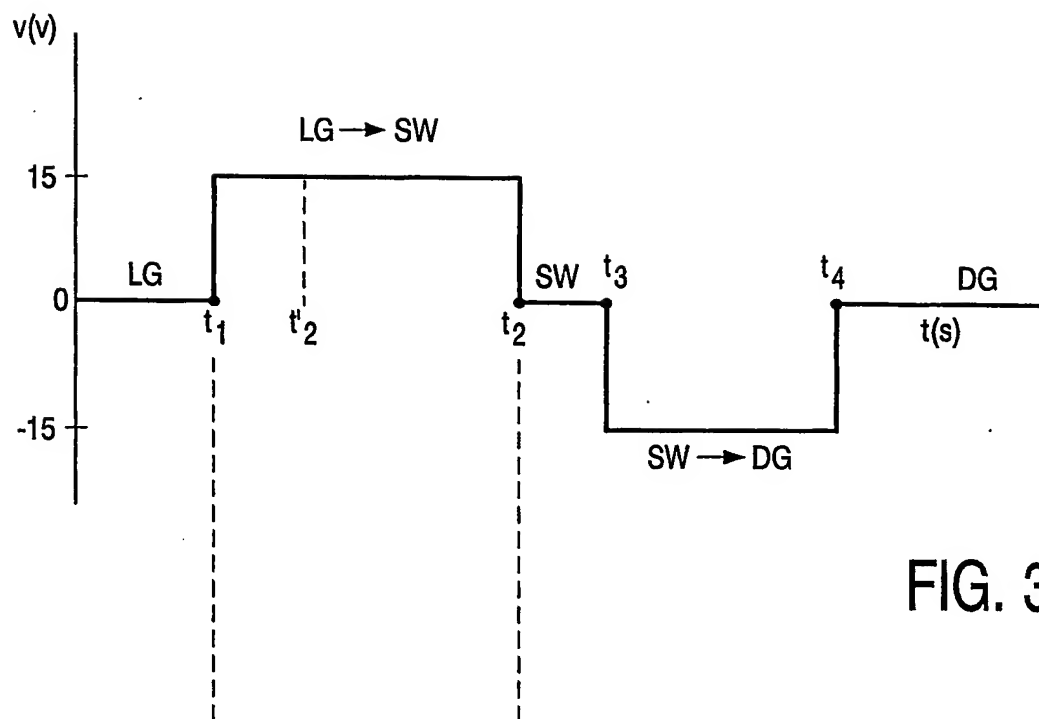 v(v)
LG → SW
15
LG
SW
t3
t4
DG
0
t1
t'2
t2
t(s)
-15
SW → DG
FIG. 3